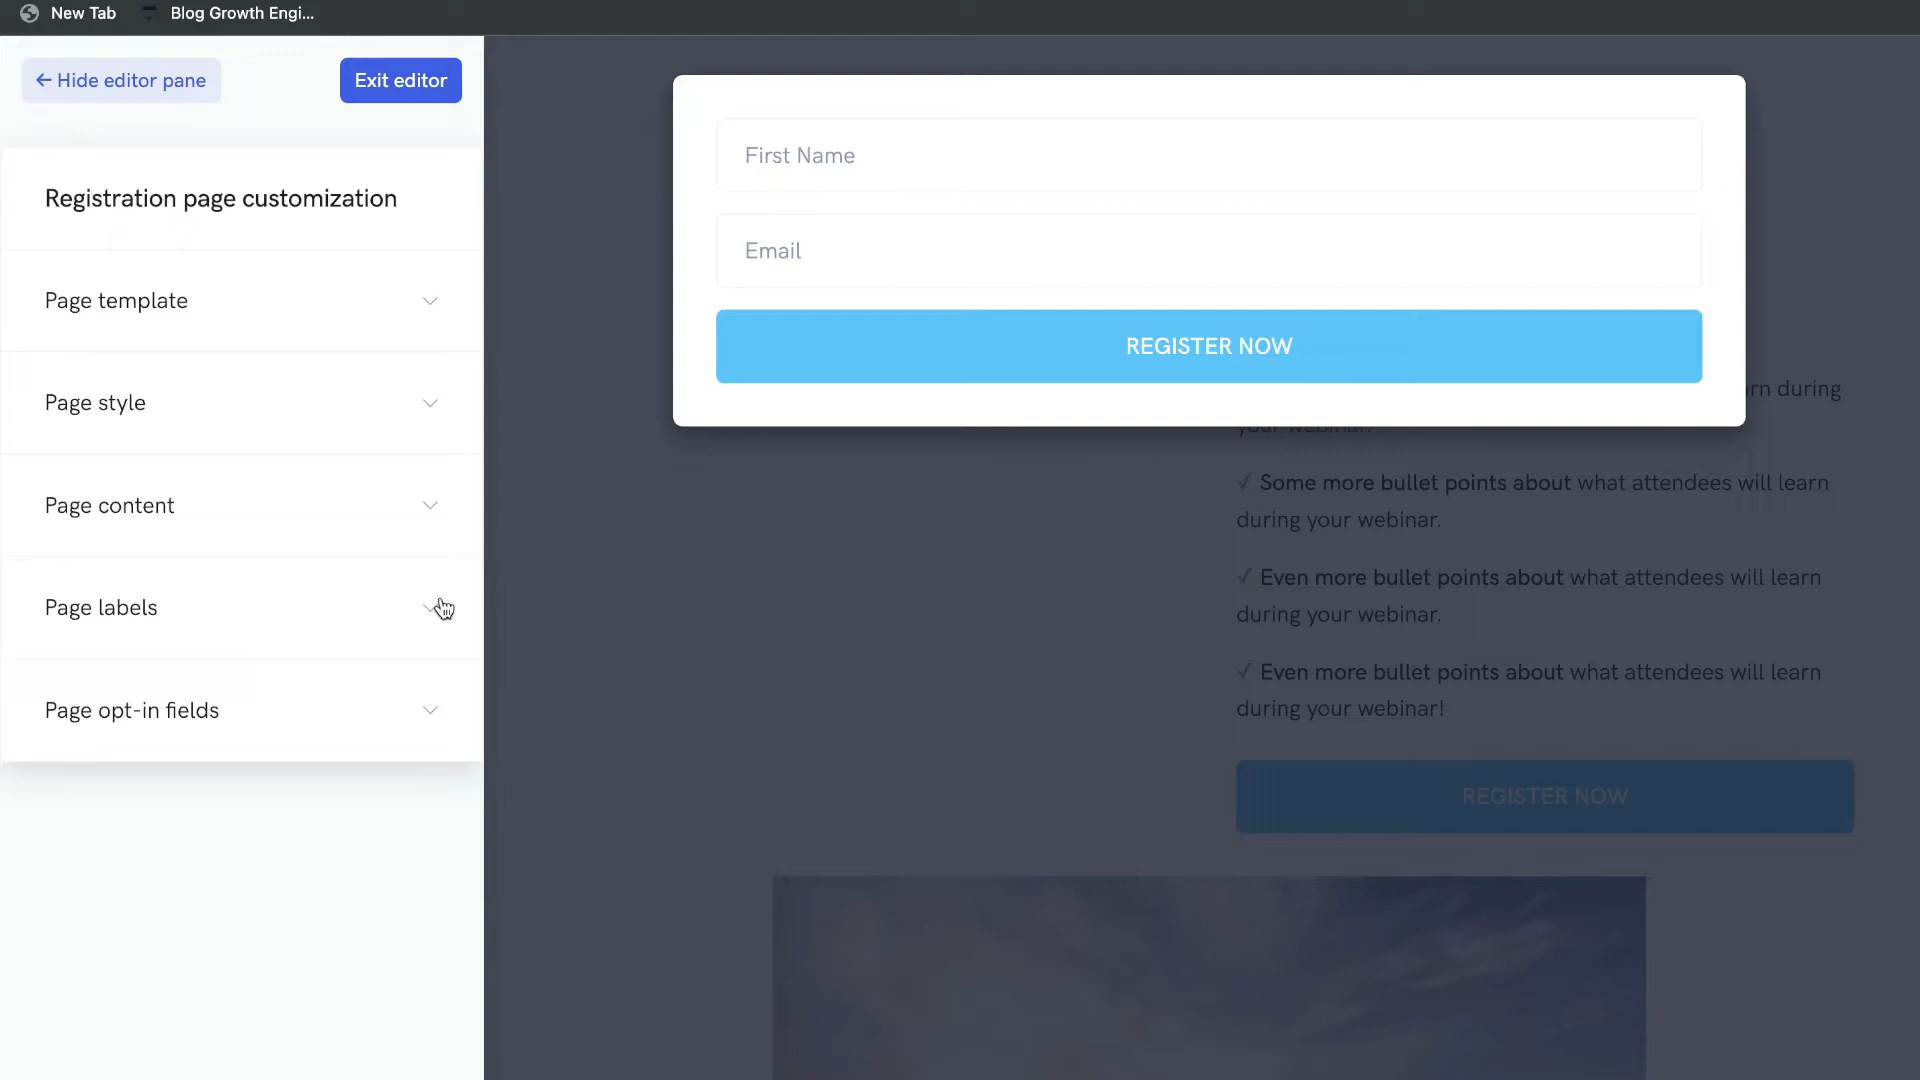 New Tab
Blog Growth Engi...
← Hide editor pane
Exit editor
Registration page customization
Page template
Page style
Page content
Page labels
Page opt-in fields
First Name
Email
REGISTER NOW
during
your webinar.
✓ Some more bullet points about what attendees will learn
during your webinar.
✓ Even more bullet points about what attendees will learn
during your webinar.
✓ Even more bullet points about what attendees will learn
during your webinar!
REGISTER NOW